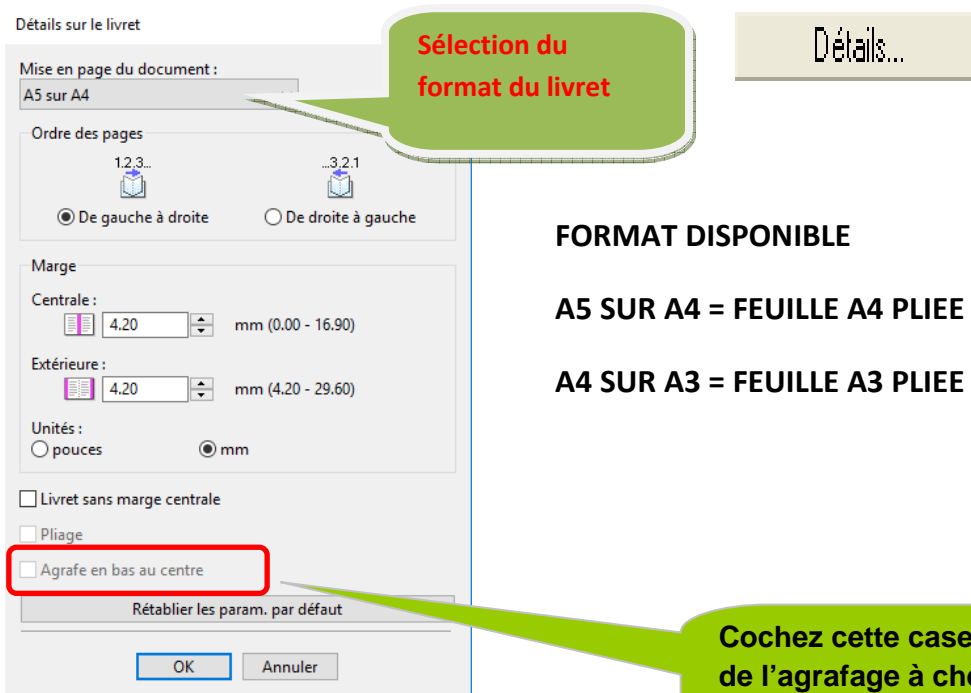 Détails sur le livret
Sélection du
format du livret
Détails...
Mise en page du document :
A5 sur A4
Ordre des pages
1.2.3...
...3.2.1
De gauche à droite
De droite à gauche
FORMAT DISPONIBLE
Marge
Centrale :
4.20 mm (0.00 - 16.90)
A5 SUR A4 = FEUILLE A4 PLIEE
Extérieure :
4.20 mm (4.20 - 29.60)
A4 SUR A3 = FEUILLE A3 PLIEE
Unités :
pouces
mm
Livret sans marge centrale
Pliage
Agrafe en bas au centre
Rétablir les param. par défaut
OK
Annuler
Cochez cette case
de l'agrafage à